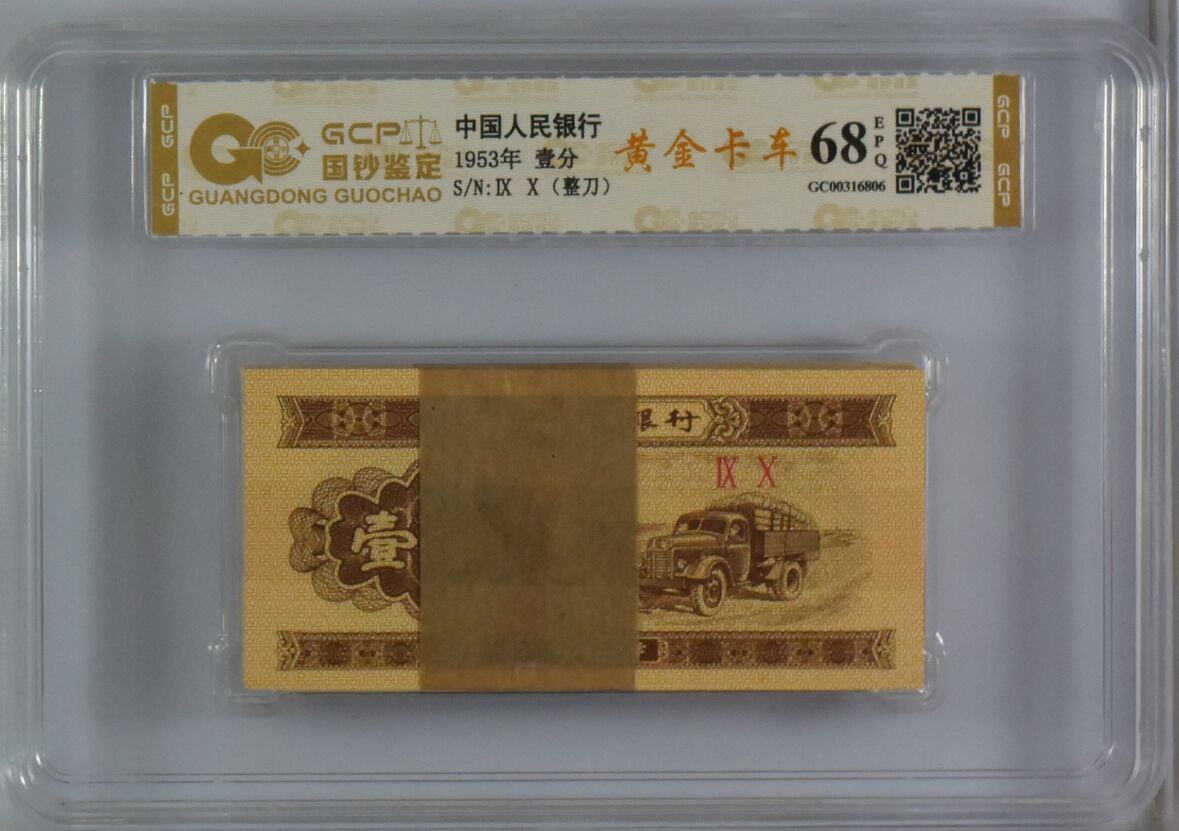 GCP
GCP
GCP
国钞鉴定
GUANGDONG GUOCHAO
中国人民银行
1953年 壹分
S/N:Ⅸ Ⅹ（整刀）
黄金卡车
68
EPQ
GC00316806
GCP
GCP
银行
Ⅸ Ⅹ
壹